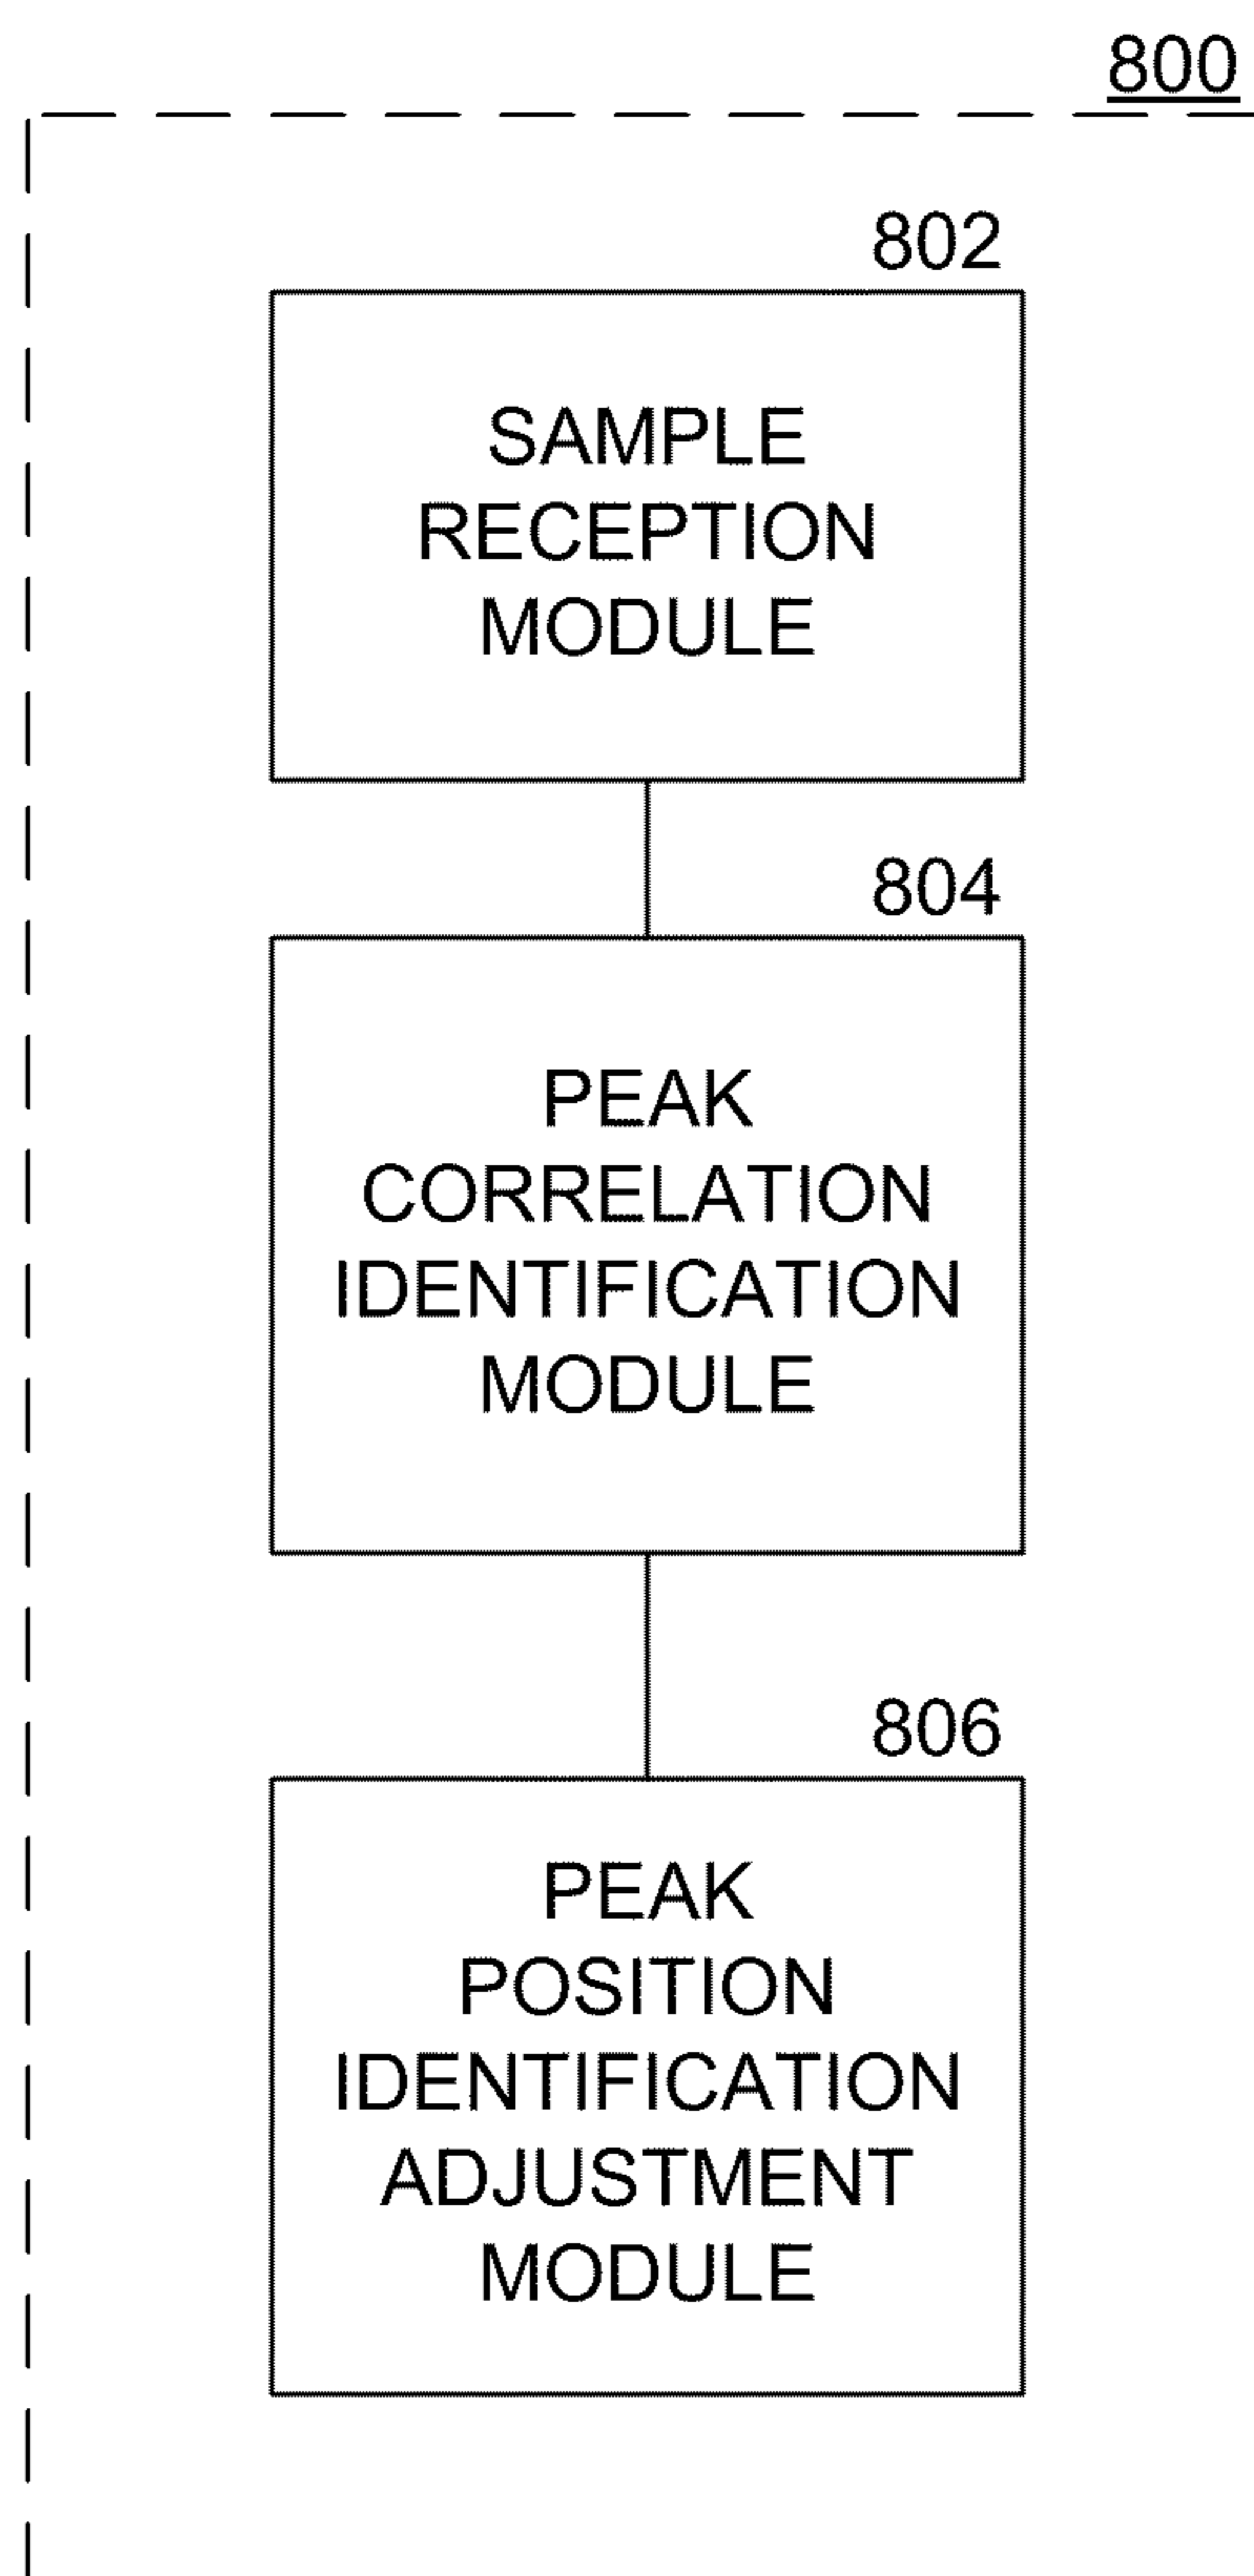 800
802
SAMPLE
RECEPTION
MODULE
804
PEAK
CORRELATION
IDENTIFICATION
MODULE
806
PEAK
POSITION
IDENTIFICATION
ADJUSTMENT
MODULE